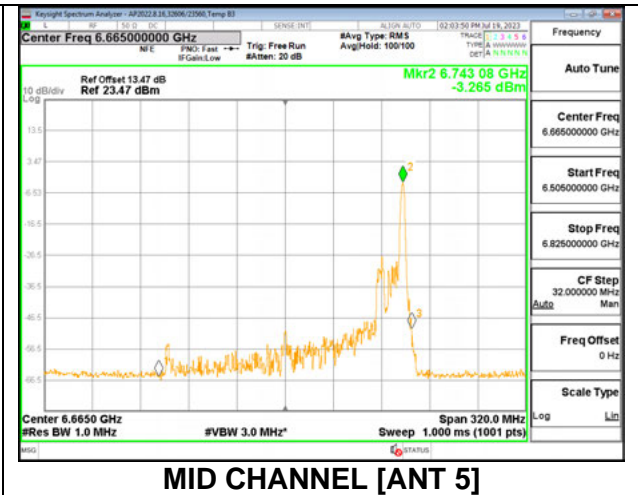 Keysight Spectrum Analyzer - AP2022.8.16,32606/23560,Temp B3
L RF 50 Ω DC SENSE:INT ALIGN AUTO 02:03:50 PM Jul 19, 2023
Center Freq 6.665000000 GHz
NFE
PNO: Fast
IFGain:Low
Trig: Free Run
#Atten: 20 dB
#Avg Type: RMS
Avg|Hold: 100/100
TRACE 1 2 3 4 5 6
TYPE A WWWWW
DET A N N N N N
Frequency
Auto Tune
Center Freq
6.665000000 GHz
Start Freq
6.505000000 GHz
Stop Freq
6.825000000 GHz
CF Step
32.000000 MHz
Auto Man
Freq Offset
0 Hz
Scale Type
Log Lin
Mkr2 6.743 08 GHz
-3.265 dBm
Ref Offset 13.47 dB
10 dB/div Ref 23.47 dBm
Log
13.5
3.47
-6.53
-16.5
-26.5
-36.5
-46.5
-56.5
-66.5
2
3
Center 6.6650 GHz
Span 320.0 MHz
#Res BW 1.0 MHz
#VBW 3.0 MHz*
Sweep 1.000 ms (1001 pts)
MSG
STATUS
MID CHANNEL [ANT 5]